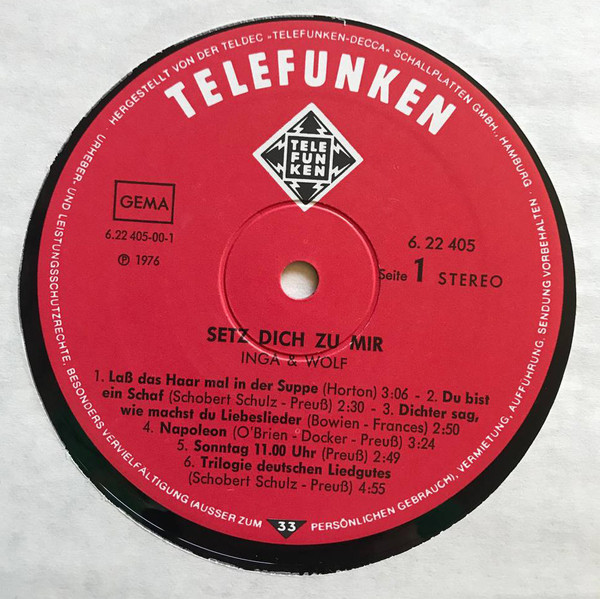 · HERGESTELLT VON DER TELDEC »TELEFUNKEN-DECCA« SCHALLPLATTEN GMBH., HAMBURG ·
URHEBER- UND LEISTUNGSSCHUTZRECHTE, BESONDERS VERVIELFÄLTIGUNG (AUSSER ZUM PERSÖNLICHEN GEBRAUCH), VERMIETUNG, AUFFÜHRUNG, SENDUNG VORBEHALTEN ·
TELEFUNKEN
TELE
FUN
KEN
GEMA
6.22 405-00-1
℗ 1976
6. 22 405
Seite 1 STEREO
SETZ DICH ZU MIR
INGA & WOLF
1. Laß das Haar mal in der Suppe (Horton) 3:06 - 2. Du bist
ein Schaf (Schobert Schulz - Preuß) 2:30 - 3. Dichter sag,
wie machst du Liebeslieder (Bowien - Frances) 2:50
4. Napoleon (O'Brien - Docker - Preuß) 3:24
5. Sonntag 11.00 Uhr (Preuß) 2:49
6. Trilogie deutschen Liedgutes
(Schobert Schulz - Preuß) 4:55
33